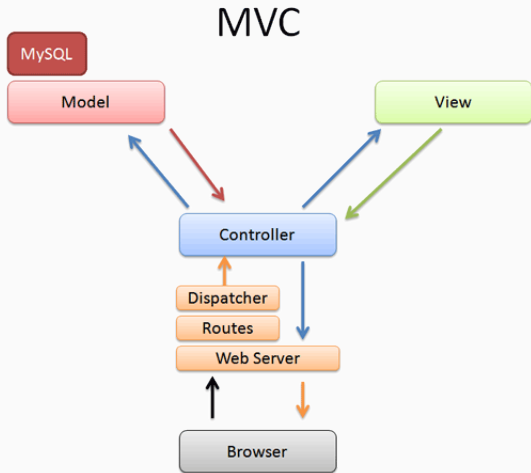 MVC
MySQL
Model
View
Controller
Dispatcher
Routes
Web Server
Browser